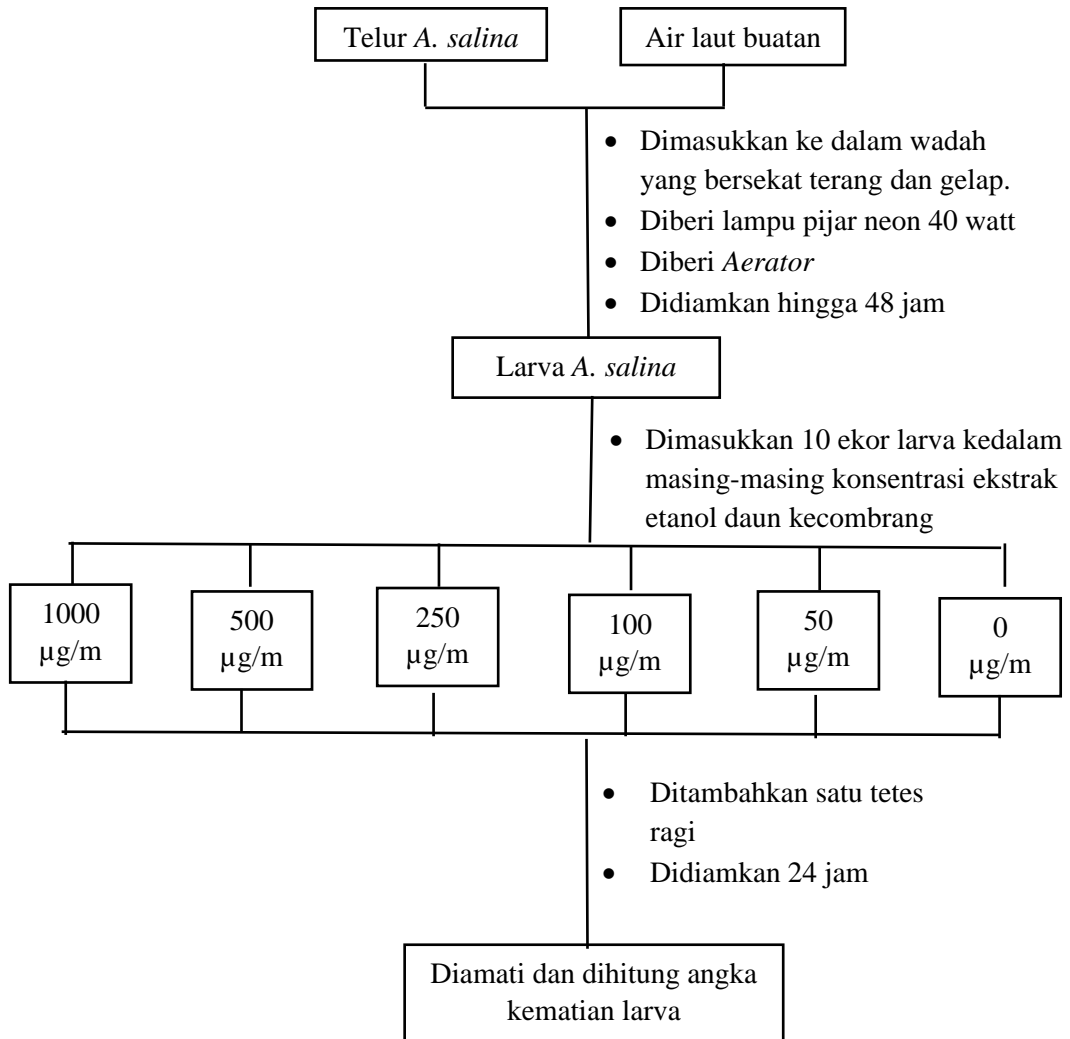 Telur A. salina
Air laut buatan
• Dimasukkan ke dalam wadah
yang bersekat terang dan gelap.
• Diberi lampu pijar neon 40 watt
• Diberi Aerator
• Didiamkan hingga 48 jam
Larva A. salina
• Dimasukkan 10 ekor larva kedalam
masing-masing konsentrasi ekstrak
etanol daun kecombrang
1000
µg/m
500
µg/m
250
µg/m
100
µg/m
50
µg/m
0
µg/m
• Ditambahkan satu tetes
ragi
• Didiamkan 24 jam
Diamati dan dihitung angka
kematian larva